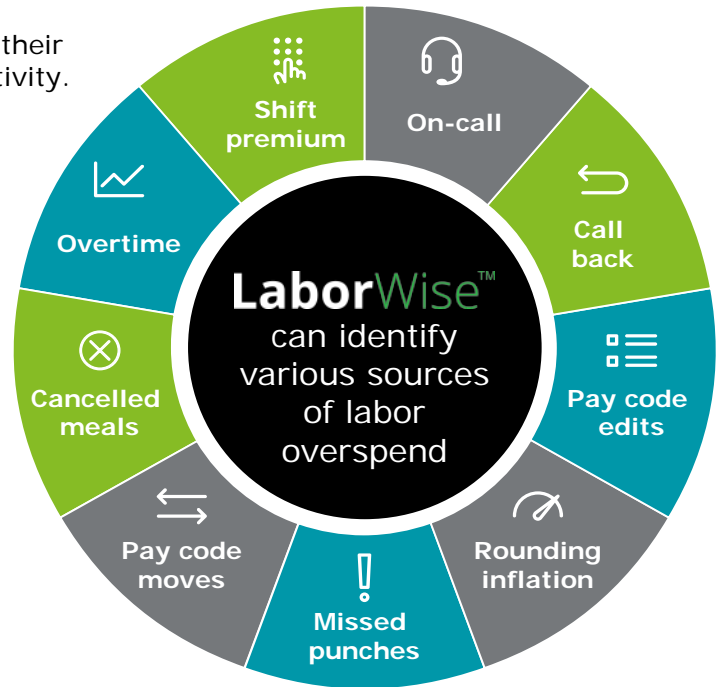 their
tivity.
Shift
premium
On-call
Call
back
Pay code
edits
Rounding
inflation
Missed
punches
Pay code
moves
Cancelled
meals
Overtime
LaborWise™
can identify
various sources
of labor
overspend